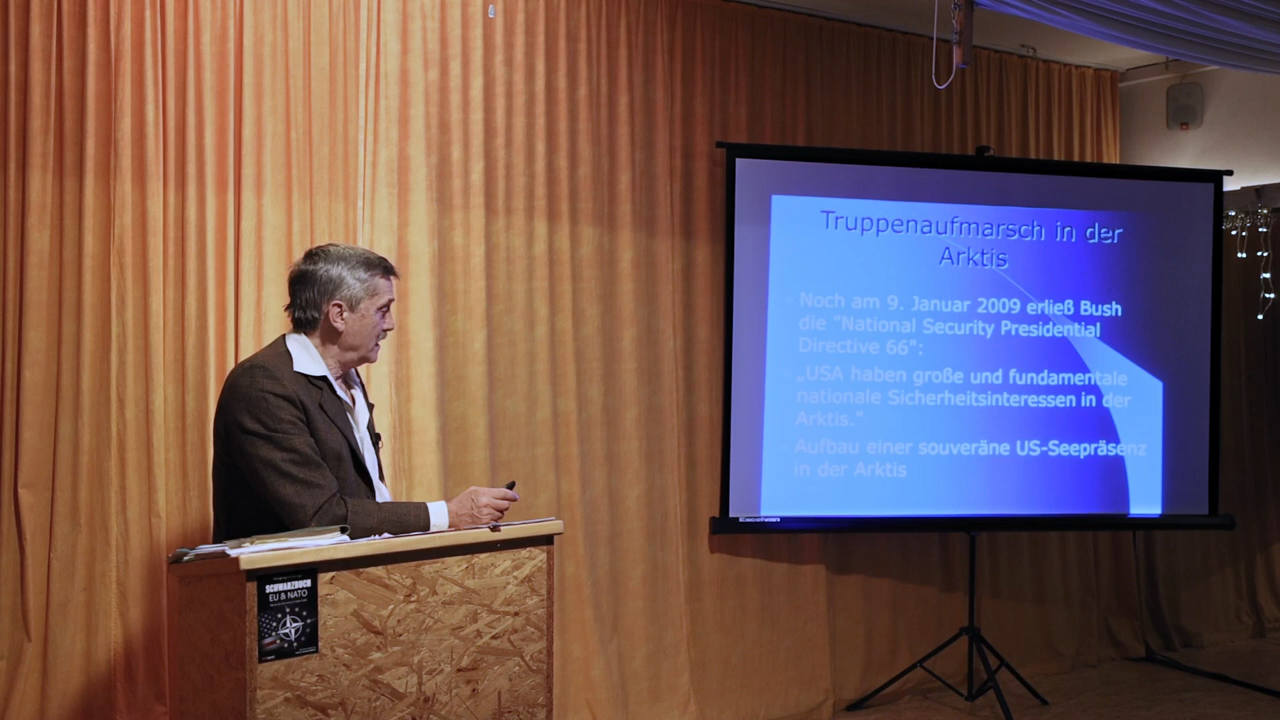 Truppenaufmarsch in der
Arktis
Noch am 9. Januar 2009 erließ Bush
die "National Security Presidential
Directive 66":
„USA haben große und fundamentale
nationale Sicherheitsinteressen in der
Arktis."
Aufbau einer souveräne US-Seepräsenz
in der Arktis
SCHWARZBUCH
EU & NATO